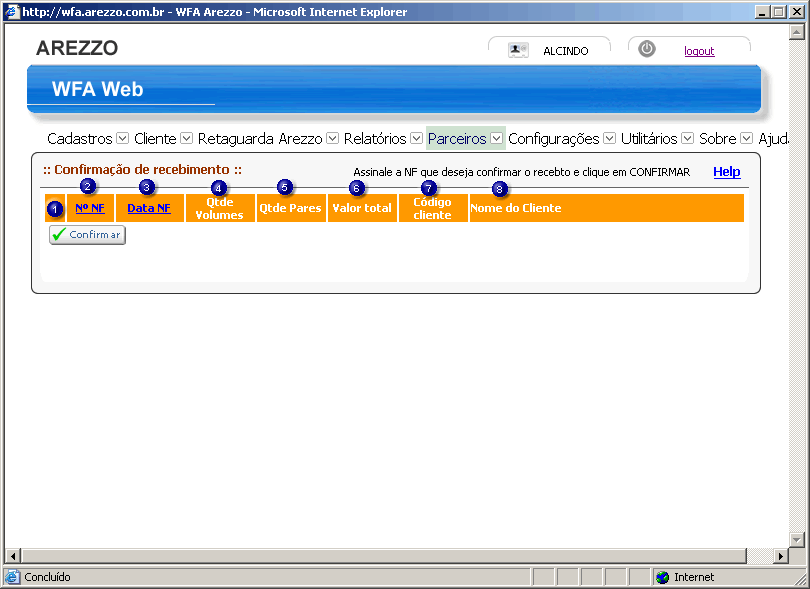 http://wfa.arezzo.com.br - WFA Arezzo - Microsoft Internet Explorer
AREZZO
ALCINDO
logout
WFA Web
Cadastros Cliente Retaguarda Arezzo Relatórios Parceiros Configurações Utilitários Sobre Ajud
:: Confirmação de recebimento ::
Assinale a NF que deseja confirmar o recebto e clique em CONFIRMAR
Help
1 2 3 4 5 6 7 8
Nº NF
Data NF
Qtde
Volumes
Qtde Pares
Valor total
Código
cliente
Nome do Cliente
Confirmar
Concluído
Internet